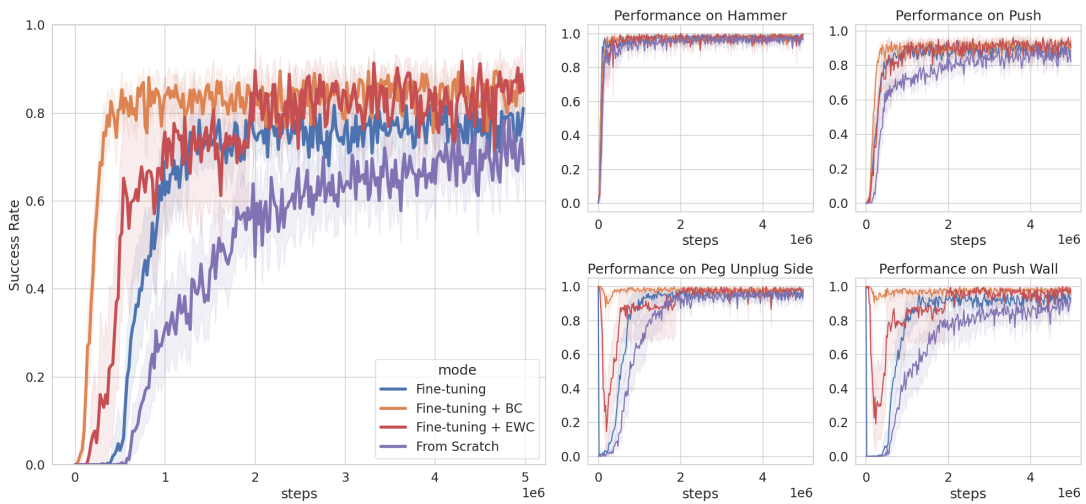 Success Rate
1.0
0.8
0.6
0.4
0.2
0.0
0
1
2
3
4
5
1e6
steps
mode
Fine-tuning
Fine-tuning + BC
Fine-tuning + EWC
From Scratch
Performance on Hammer
1.0
0.8
0.6
0.4
0.2
0.0
0
2
4
1e6
steps
Performance on Push
1.0
0.8
0.6
0.4
0.2
0.0
0
2
4
1e6
steps
Performance on Peg Unplug Side
1.0
0.8
0.6
0.4
0.2
0.0
0
2
4
1e6
steps
Performance on Push Wall
1.0
0.8
0.6
0.4
0.2
0.0
0
2
4
1e6
steps